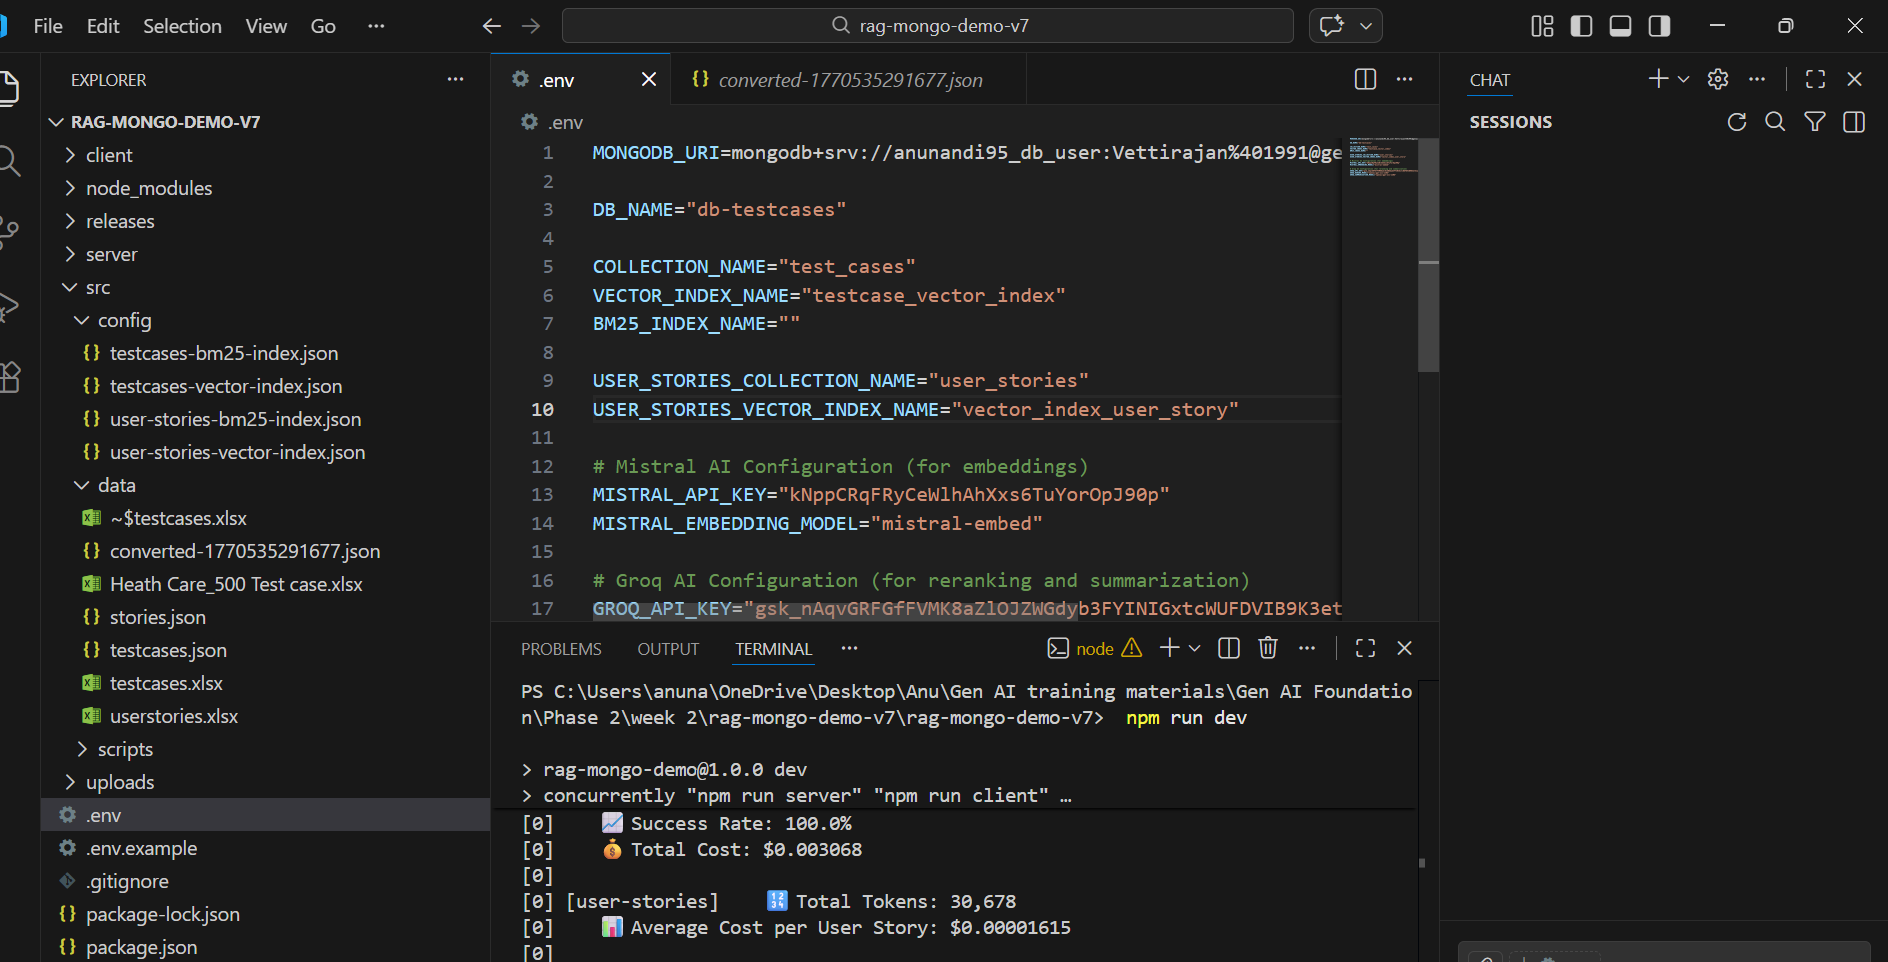 File Edit Selection View Go ···
rag-mongo-demo-v7
EXPLORER
RAG-MONGO-DEMO-V7
client
node_modules
releases
server
src
config
testcases-bm25-index.json
testcases-vector-index.json
user-stories-bm25-index.json
user-stories-vector-index.json
data
~$testcases.xlsx
converted-1770535291677.json
Heath Care_500 Test case.xlsx
stories.json
testcases.json
testcases.xlsx
userstories.xlsx
scripts
uploads
.env
.env.example
.gitignore
package-lock.json
package.json
.env
converted-1770535291677.json
.env
1 MONGODB_URI=mongodb+srv://anunandi95_db_user:Vettirajan%401991@ge
2
3 DB_NAME="db-testcases"
4
5 COLLECTION_NAME="test_cases"
6 VECTOR_INDEX_NAME="testcase_vector_index"
7 BM25_INDEX_NAME=""
8
9 USER_STORIES_COLLECTION_NAME="user_stories"
10 USER_STORIES_VECTOR_INDEX_NAME="vector_index_user_story"
11
12 # Mistral AI Configuration (for embeddings)
13 MISTRAL_API_KEY="kNppCRqFRyCeWlhAhXxs6TuYorOpJ90p"
14 MISTRAL_EMBEDDING_MODEL="mistral-embed"
15
16 # Groq AI Configuration (for reranking and summarization)
17 GROQ_API_KEY="gsk_nAqvGRFGfFVMK8aZlOJZWGdyb3FYINIGxtcWUFDVIB9K3et
PROBLEMS OUTPUT TERMINAL ···
node
PS C:\Users\anuna\OneDrive\Desktop\Anu\Gen AI training materials\Gen AI Foundatio
n\Phase 2\week 2\rag-mongo-demo-v7\rag-mongo-demo-v7> npm run dev
> rag-mongo-demo@1.0.0 dev
> concurrently "npm run server" "npm run client" …
[0] 📈 Success Rate: 100.0%
[0] 💰 Total Cost: $0.003068
[0]
[0] [user-stories] 🔢 Total Tokens: 30,678
[0] 📊 Average Cost per User Story: $0.00001615
[0]
CHAT
SESSIONS